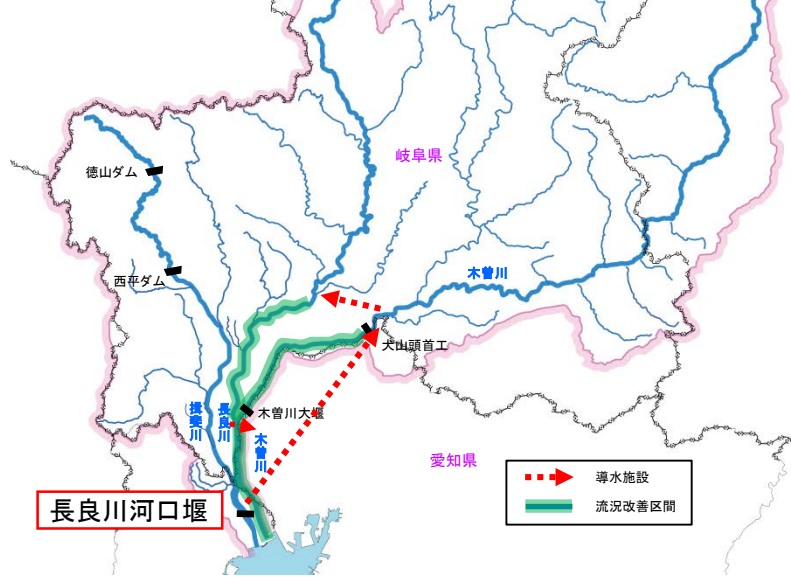 岐阜県
徳山ダム
西平ダム
木曽川
犬山頭首工
揖斐川
長良川
木曽川大堰
木曽川
愛知県
長良川河口堰
導水施設
流況改善区間